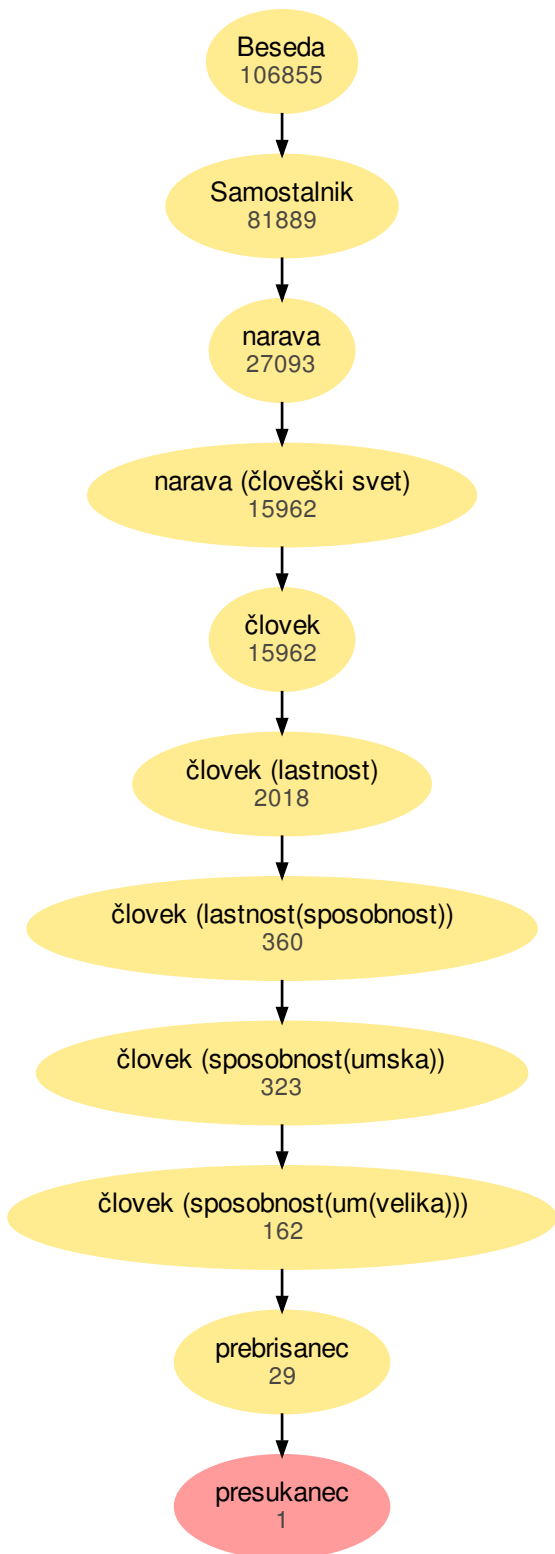 Beseda
106855
Samostalnik
81889
narava
27093
narava (človeški svet)
15962
človek
15962
človek (lastnost)
2018
človek (lastnost(sposobnost))
360
človek (sposobnost(umska))
323
človek (sposobnost(um(velika)))
162
prebrisanec
29
presukanec
1